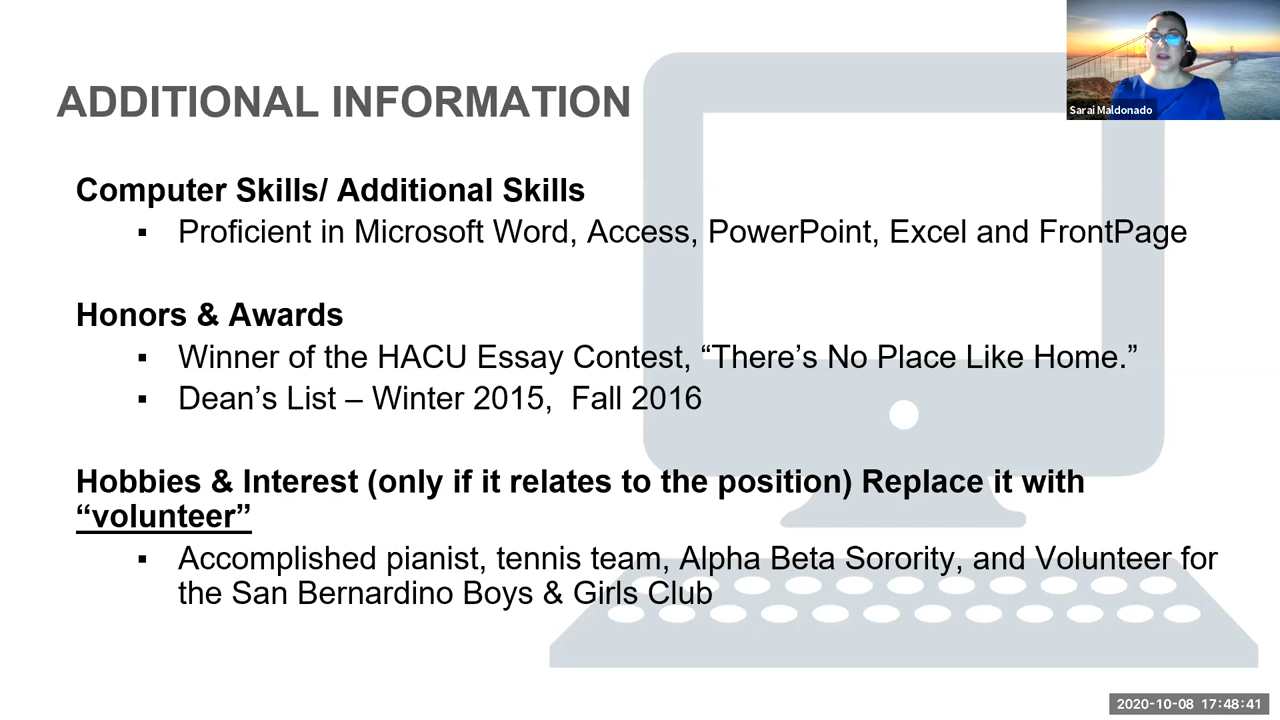 Sarai Maldonado
ADDITIONAL INFORMATION
Computer Skills/ Additional Skills
▪ Proficient in Microsoft Word, Access, PowerPoint, Excel and FrontPage
Honors & Awards
▪ Winner of the HACU Essay Contest, “There’s No Place Like Home.”
▪ Dean’s List – Winter 2015,  Fall 2016
Hobbies & Interest (only if it relates to the position) Replace it with
“volunteer”
▪ Accomplished pianist, tennis team, Alpha Beta Sorority, and Volunteer for
the San Bernardino Boys & Girls Club
2020-10-08 17:48:41